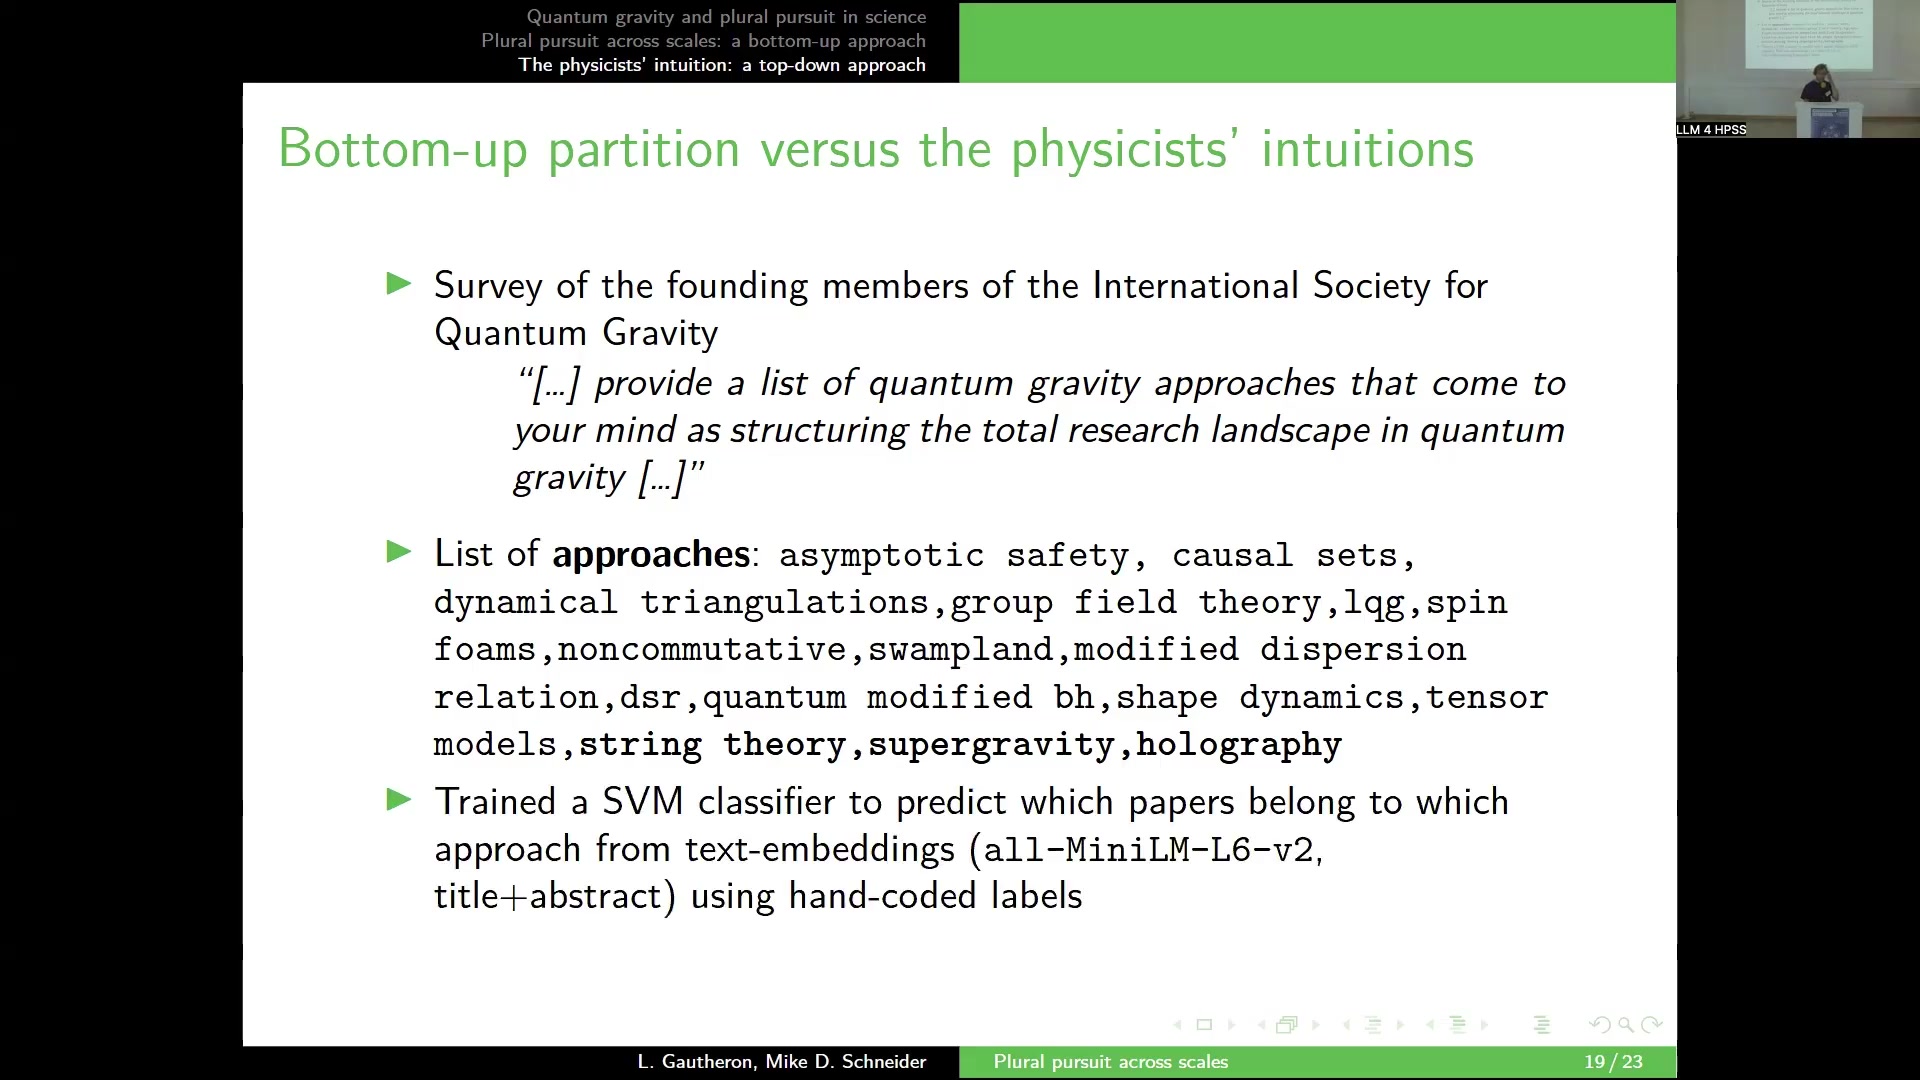 Quantum gravity and plural pursuit in science
Plural pursuit across scales: a bottom-up approach
The physicists' intuition: a top-down approach
LLM 4 HPSS
Bottom-up partition versus the physicists' intuitions
Survey of the founding members of the International Society for
Quantum Gravity
“[...] provide a list of quantum gravity approaches that come to
your mind as structuring the total research landscape in quantum
gravity [...]”
List of approaches: asymptotic safety, causal sets,
dynamical triangulations,group field theory,lqg,spin
foams,noncommutative,swampland,modified dispersion
relation,dsr,quantum modified bh,shape dynamics,tensor
models,string theory,supergravity,holography
Trained a SVM classifier to predict which papers belong to which
approach from text-embeddings (all-MiniLM-L6-v2,
title+abstract) using hand-coded labels
L. Gautheron, Mike D. Schneider
Plural pursuit across scales
19 / 23